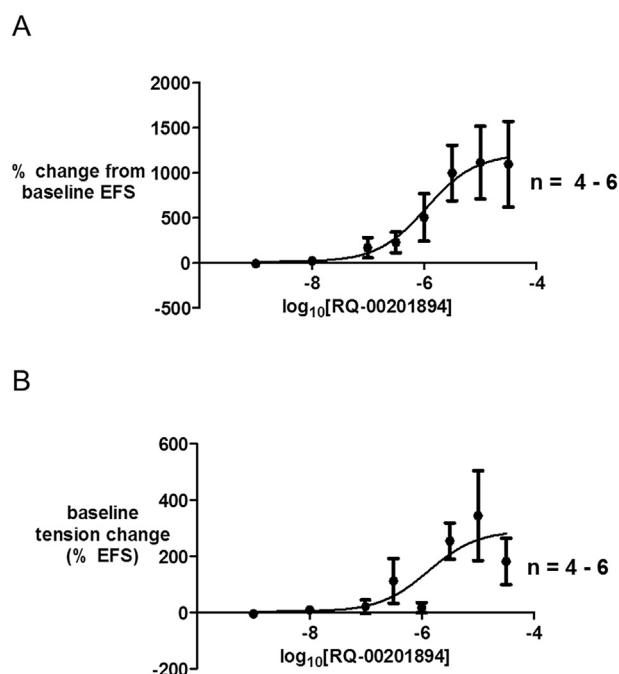 A
2000
1500
1000
500
0
-500
% change from
baseline EFS
n = 4 - 6
-8
-6
-4
log10[RQ-00201894]
B
600
400
200
0
-200
baseline
tension change
(% EFS)
n = 4 - 6
-8
-6
-4
log10[RQ-00201894]